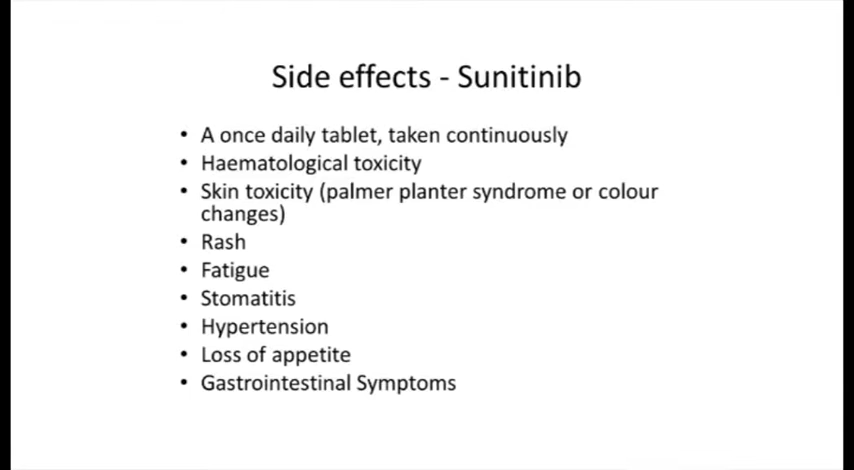 Side effects - Sunitinib
• A once daily tablet, taken continuously
• Haematological toxicity
• Skin toxicity (palmer planter syndrome or colour
changes)
• Rash
• Fatigue
• Stomatitis
• Hypertension
• Loss of appetite
• Gastrointestinal Symptoms